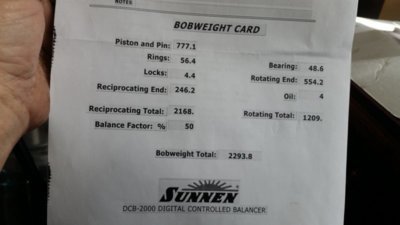 NOTES
BOBWEIGHT CARD
Piston and Pin: 777.1
Rings: 56.4
Locks: 4.4
Reciprocating End: 246.2
Reciprocating Total: 2168.
Balance Factor: % 50
Bearing: 48.6
Rotating End: 554.2
Oil: 4
Rotating Total: 1209.
Bobweight Total: 2293.8
SUNNEN
DCB-2000 DIGITAL CONTROLLED BALANCER